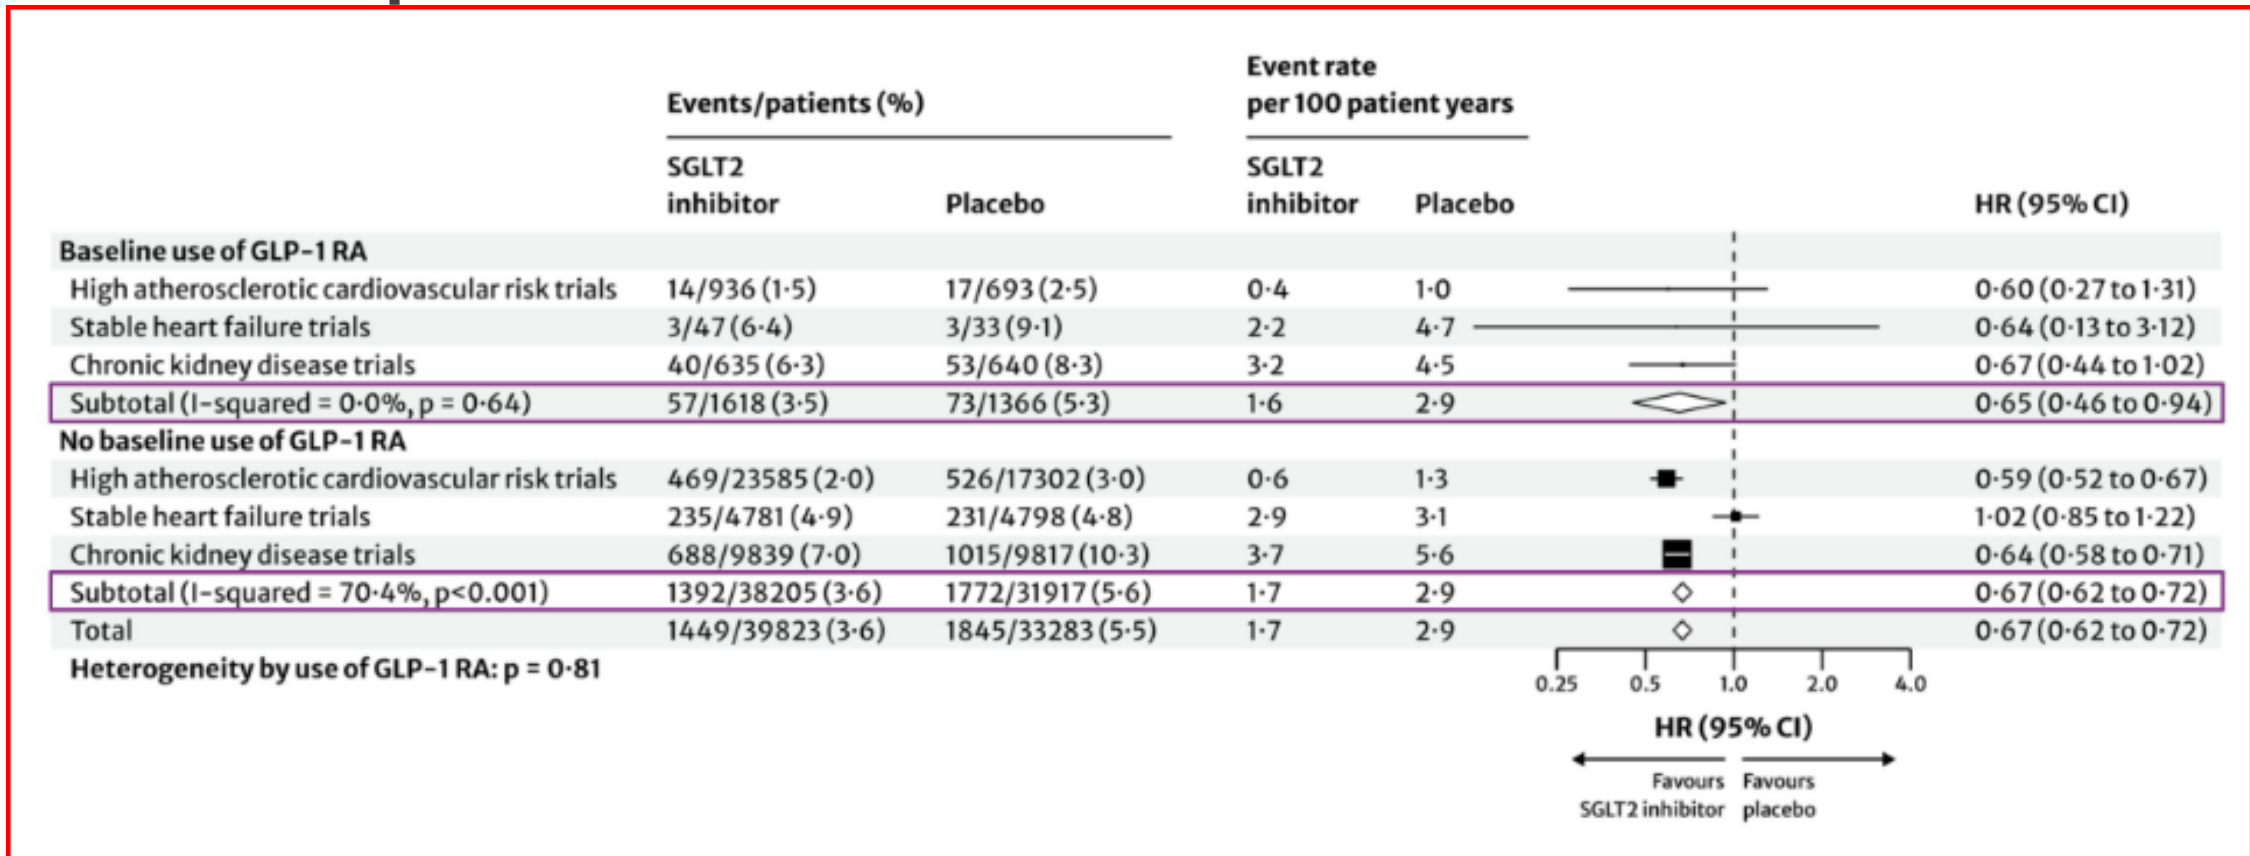 Event rate
Events/patients (%) per 100 patient years
SGLT2 inhibitor Placebo SGLT2 inhibitor Placebo HR (95% CI)
Baseline use of GLP-1 RA
High atherosclerotic cardiovascular risk trials 14/936 (1·5) 17/693 (2·5) 0·4 1·0 0·60 (0·27 to 1·31)
Stable heart failure trials 3/47 (6·4) 3/33 (9·1) 2·2 4·7 0·64 (0·13 to 3·12)
Chronic kidney disease trials 40/635 (6·3) 53/640 (8·3) 3·2 4·5 0·67 (0·44 to 1·02)
Subtotal (I-squared = 0·0%, p = 0·64) 57/1618 (3·5) 73/1366 (5·3) 1·6 2·9 0·65 (0·46 to 0·94)
No baseline use of GLP-1 RA
High atherosclerotic cardiovascular risk trials 469/23585 (2·0) 526/17302 (3·0) 0·6 1·3 0·59 (0·52 to 0·67)
Stable heart failure trials 235/4781 (4·9) 231/4798 (4·8) 2·9 3·1 1·02 (0·85 to 1·22)
Chronic kidney disease trials 688/9839 (7·0) 1015/9817 (10·3) 3·7 5·6 0·64 (0·58 to 0·71)
Subtotal (I-squared = 70·4%, p<0.001) 1392/38205 (3·6) 1772/31917 (5·6) 1·7 2·9 0·67 (0·62 to 0·72)
Total 1449/39823 (3·6) 1845/33283 (5·5) 1·7 2·9 0·67 (0·62 to 0·72)
Heterogeneity by use of GLP-1 RA: p = 0·81
0.25 0.5 1.0 2.0 4.0
HR (95% CI)
Favours SGLT2 inhibitor
Favours placebo